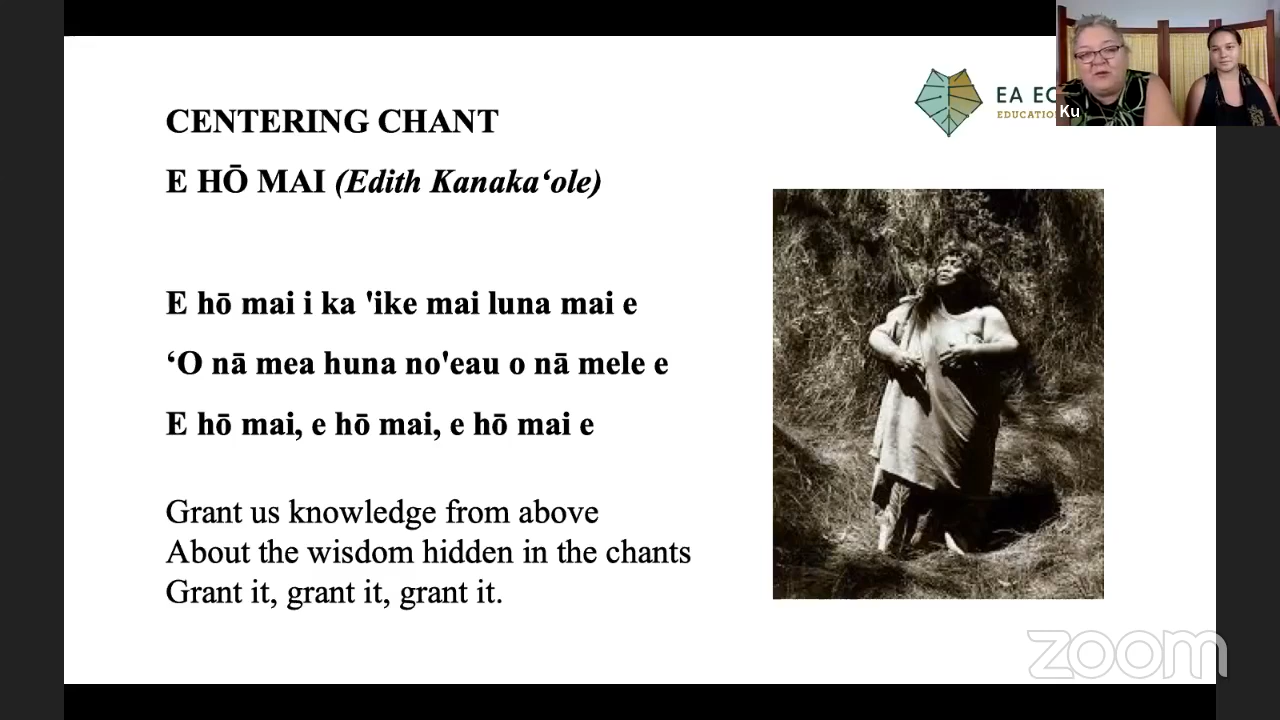 CENTERING CHANT
E HŌ MAI (Edith Kanaka‘ole)
E hō mai i ka 'ike mai luna mai e
‘O nā mea huna no'eau o nā mele e
E hō mai, e hō mai, e hō mai e
Grant us knowledge from above
About the wisdom hidden in the chants
Grant it, grant it, grant it.
EA
Ku
zoom